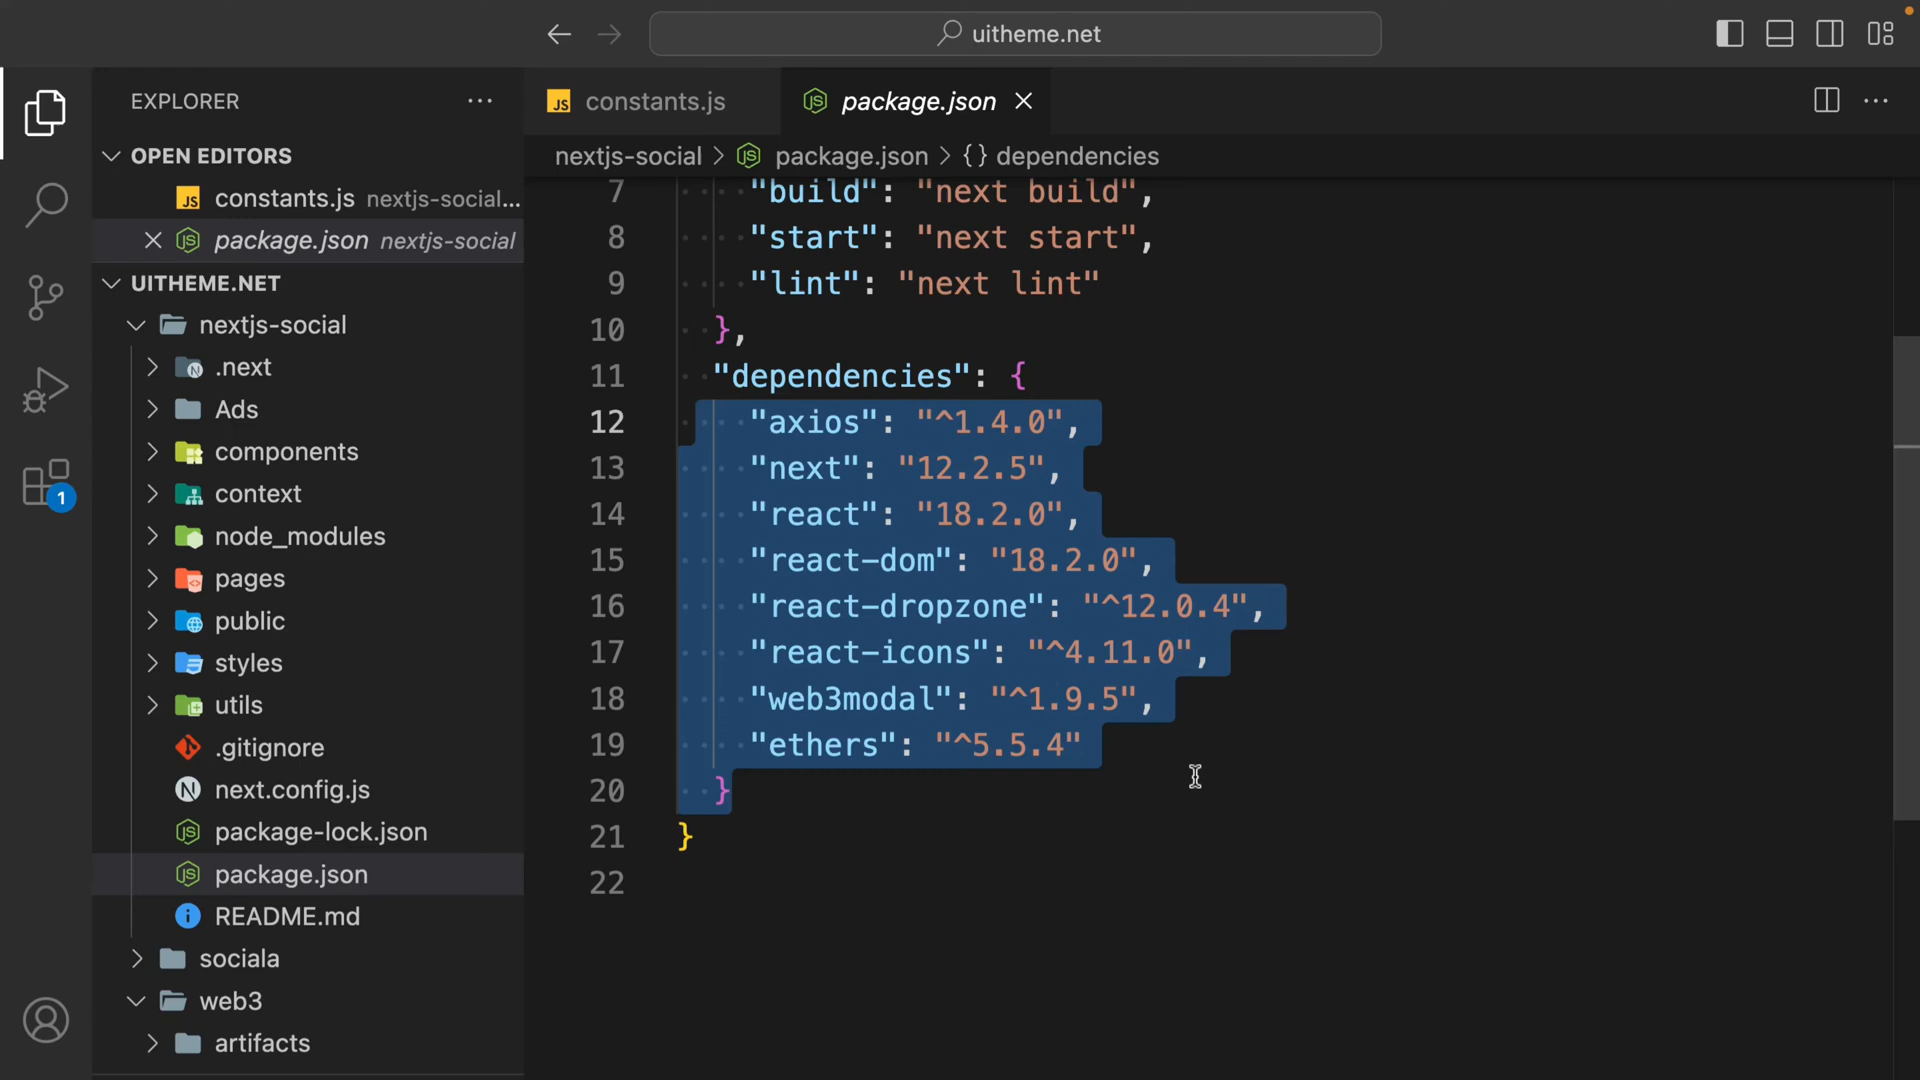 uitheme.net
EXPLORER
OPEN EDITORS
JS constants.js nextjs-social...
package.json nextjs-social
UITHEME.NET
nextjs-social
.next
Ads
components
context
node_modules
pages
public
styles
utils
.gitignore
next.config.js
package-lock.json
package.json
README.md
sociala
web3
artifacts
1
JS constants.js
package.json
nextjs-social > package.json > {} dependencies
7 "build": "next build",
8 "start": "next start",
9 "lint": "next lint"
10 },
11 "dependencies": {
12 "axios": "^1.4.0",
13 "next": "12.2.5",
14 "react": "18.2.0",
15 "react-dom": "18.2.0",
16 "react-dropzone": "^12.0.4",
17 "react-icons": "^4.11.0",
18 "web3modal": "^1.9.5",
19 "ethers": "^5.5.4"
20 }
21 }
22